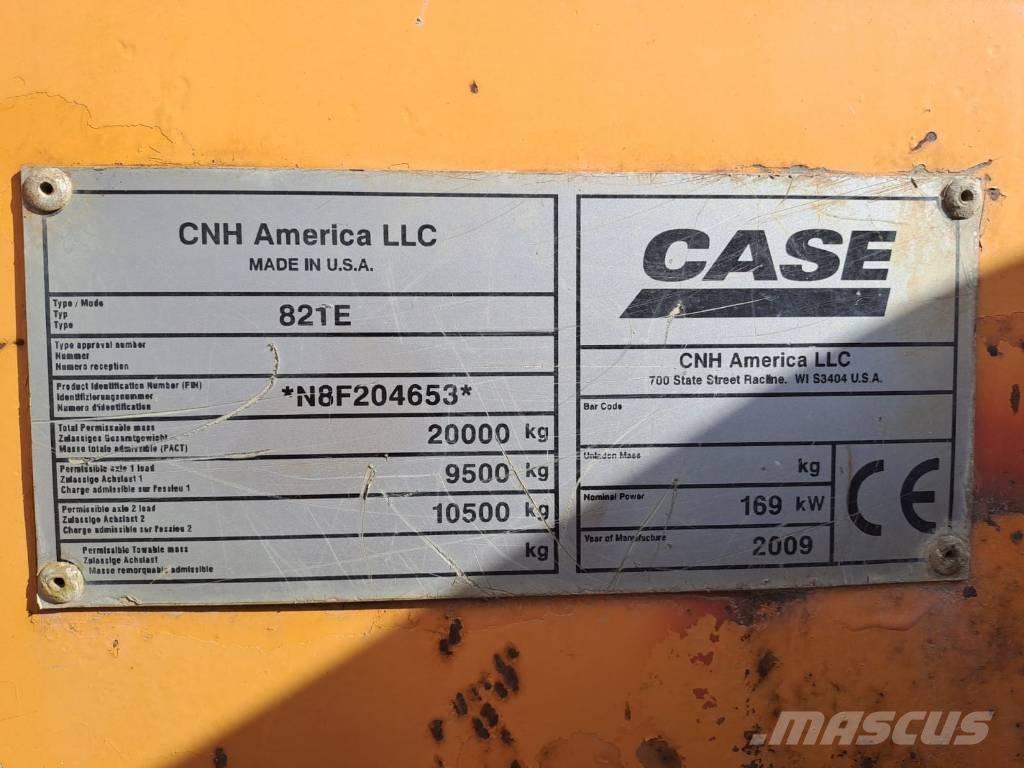 CNH America LLC
MADE IN U.S.A.
Type / Mode
Typ
Type
821E
Type approval number
Nummer
Numero reception
Product Identification Number (PIN)
Identifizierungsnummer
Numero d'identification
*N8F204653*
Total Permissable mass
Zulassiges Gesamtgewicht
Masse totale admissible (PACT)
20000 kg
Permissible axle 1 load
Zulassige Achslast 1
Charge admissible sur l'essieu 1
9500 kg
Permissible axle 2 load
Zulassige Achslast 2
Charge admissible sur l'essieu 2
10500 kg
Permissible Towable mass
Zulassige Achslast
Masse remorquable admissible
kg
CASE
CNH America LLC
700 State Street Racine. WI 53404 U.S.A.
Bar Code
Unladen Mass
kg
Nominal Power
169 kW
Year of Manufacture
2009
CE
MASCUS